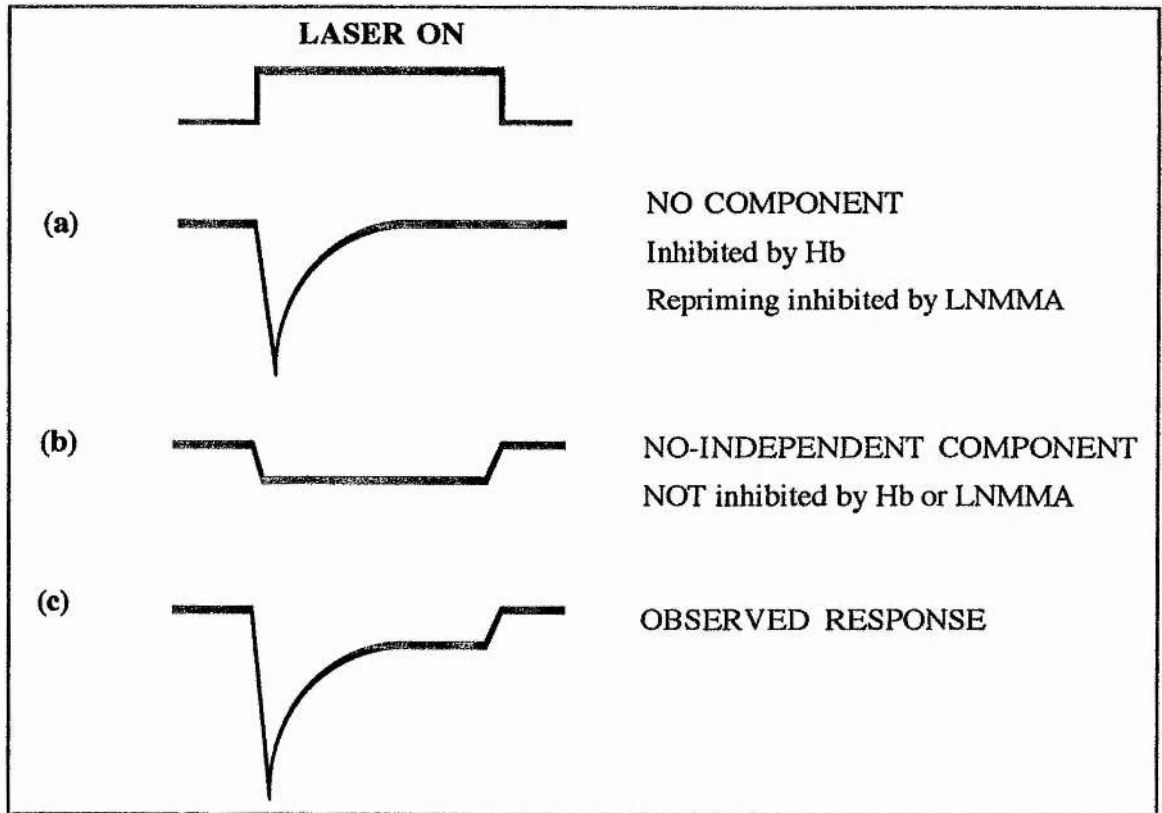 LASER ON
(a)
NO COMPONENT
Inhibited by Hb
Repriming inhibited by LNMMA
(b)
NO-INDEPENDENT COMPONENT
NOT inhibited by Hb or LNMMA
(c)
OBSERVED RESPONSE